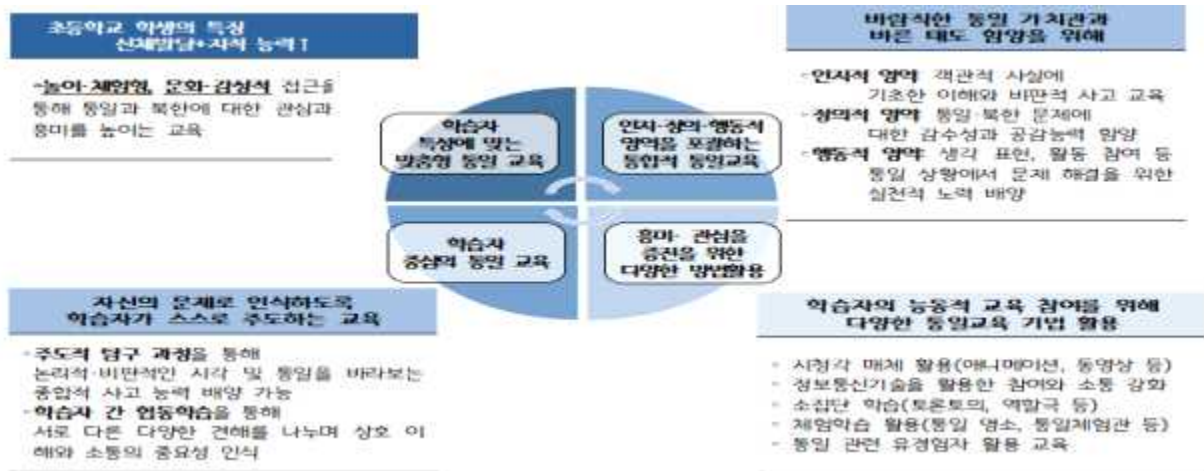 초등학교 학생의 특징
신체발달+지적 능력↑
-놀이·체험형, 문화·감성적 접근을
통해 통일과 북한에 대한 관심과
흥미를 높이는 교육
바람직한 통일 가치관과
바른 태도 함양을 위해
-인지적 영역 객관적 사실에
기초한 이해와 비판적 사고 교육
-정의적 영역 통일·북한 문제에
대한 감수성과 공감능력 함양
-행동적 영역 생각 표현, 활동 참여 등
통일 상황에서 문제 해결을 위한
실천적 노력 배양
학습자
특성에 맞는
맞춤형 통일 교육
인지·정의·행동적
영역을 포괄하는
통합적 통일교육
학습자
중심의 통일 교육
흥미· 관심을
증진을 위한
다양한 방법활용
자신의 문제로 인식하도록
학습자가 스스로 주도하는 교육
-주도적 탐구 과정을 통해
논리적·비판적인 시각 및 통일을 바라보는
종합적 사고 능력 배양 가능
-학습자 간 협동학습을 통해
서로 다른 다양한 견해를 나누며 상호 이
해와 소통의 중요성 인식
학습자의 능동적 교육 참여를 위해
다양한 통일교육 기법 활용
- 시청각 매체 활용(애니메이션, 동영상 등)
- 정보통신기술을 활용한 참여와 소통 강화
- 소집단 학습(토론토의, 역할극 등)
- 체험학습 활용(통일 명소, 통일체험관 등)
- 통일 관련 유경험자 활용 교육